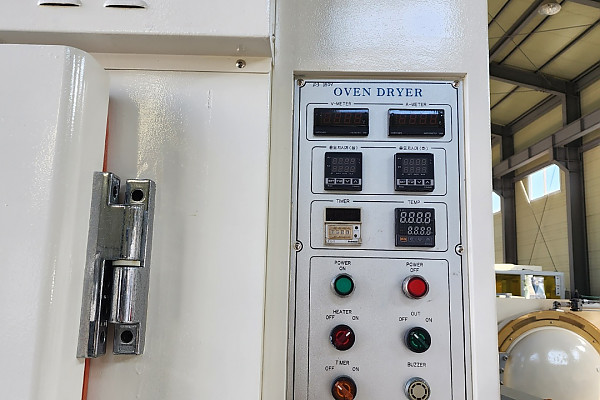 OVEN DRYER
V-METER A-METER
TIMER TEMP.
POWER POWER
ON OFF
HEATER OUT
OFF ON OFF ON
TIMER BUZZER
OFF ON